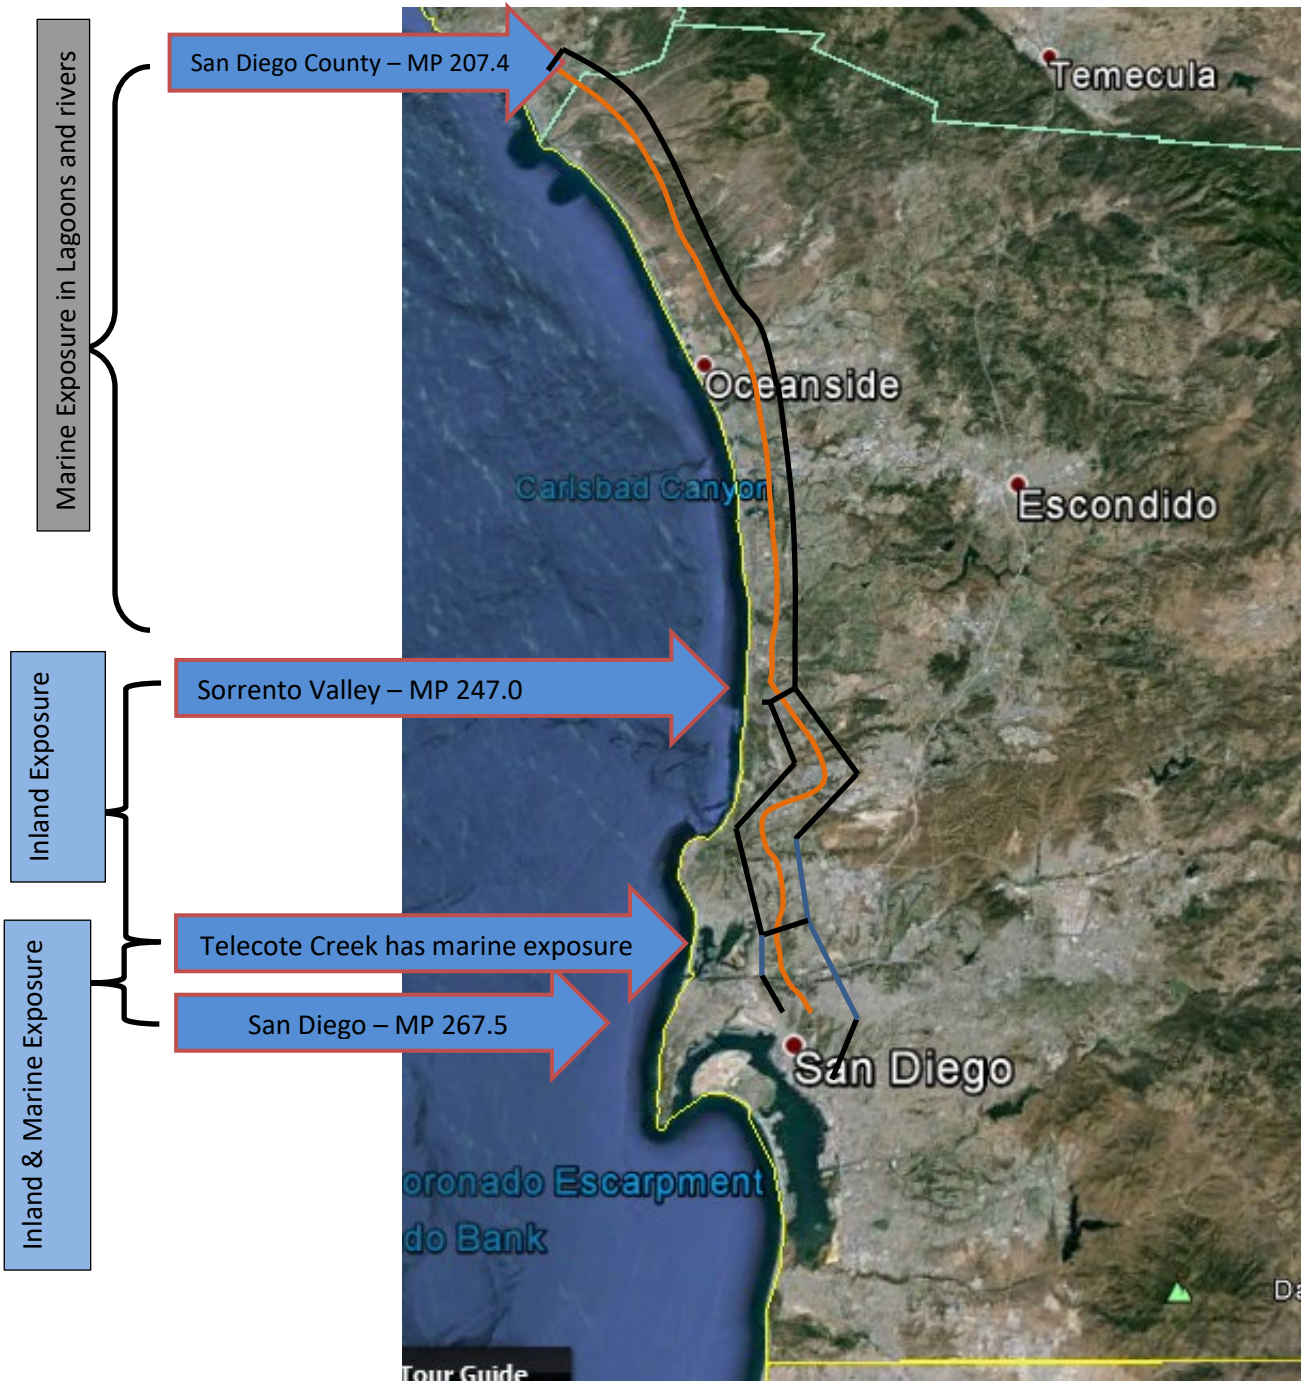 Marine Exposure in Lagoons and rivers
San Diego County – MP 207.4
Temecula
Oceanside
Carlsbad Canyon
Escondido
Inland Exposure
Sorrento Valley – MP 247.0
Inland & Marine Exposure
Telecote Creek has marine exposure
San Diego – MP 267.5
San Diego
oronado Escarpment
do Bank
Da
Tour Guide